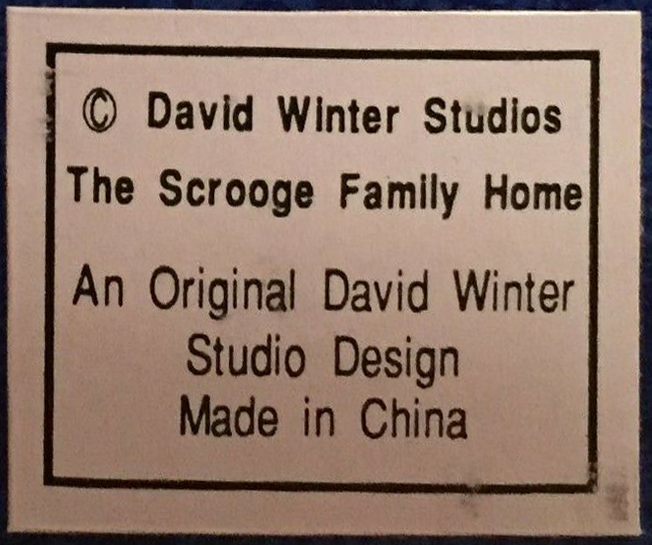 © David Winter Studios
The Scrooge Family Home
An Original David Winter
Studio Design
Made in China